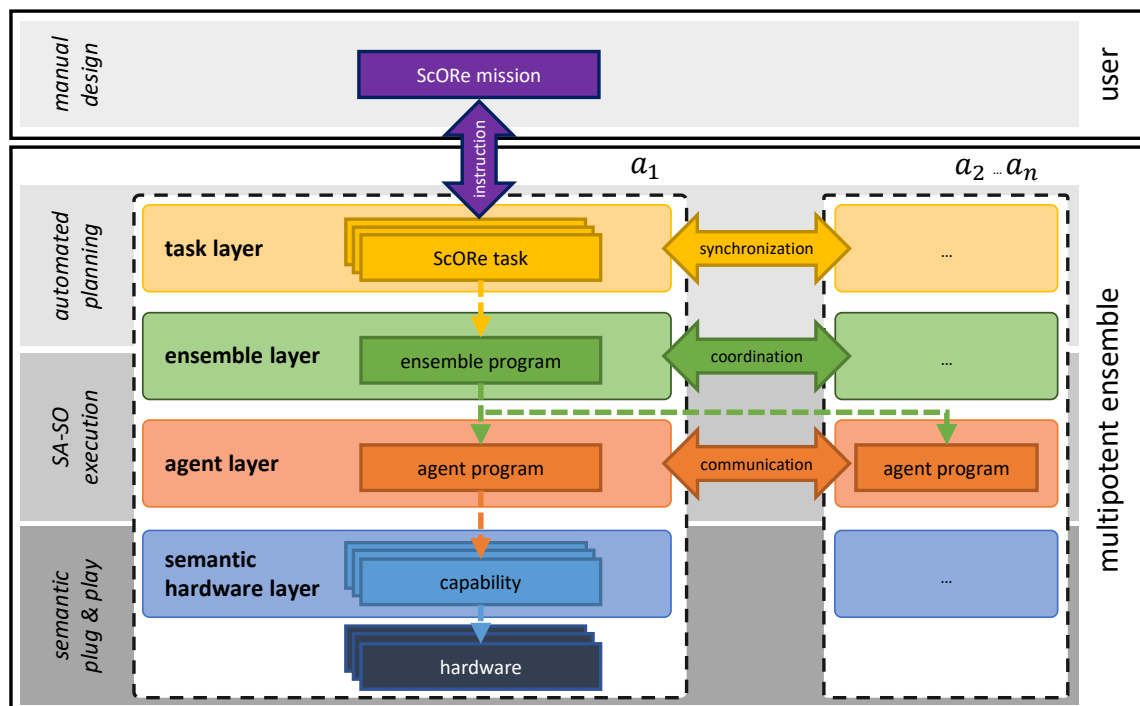 manual
design
ScORe mission
user
instruction
a₁
a₂ … aₙ
automated
planning
task layer
ScORe task
synchronization
...
ensemble layer
ensemble program
coordination
...
multipotent ensemble
SA-SO
execution
agent layer
agent program
communication
agent program
semantic
plug & play
semantic
hardware layer
capability
...
hardware